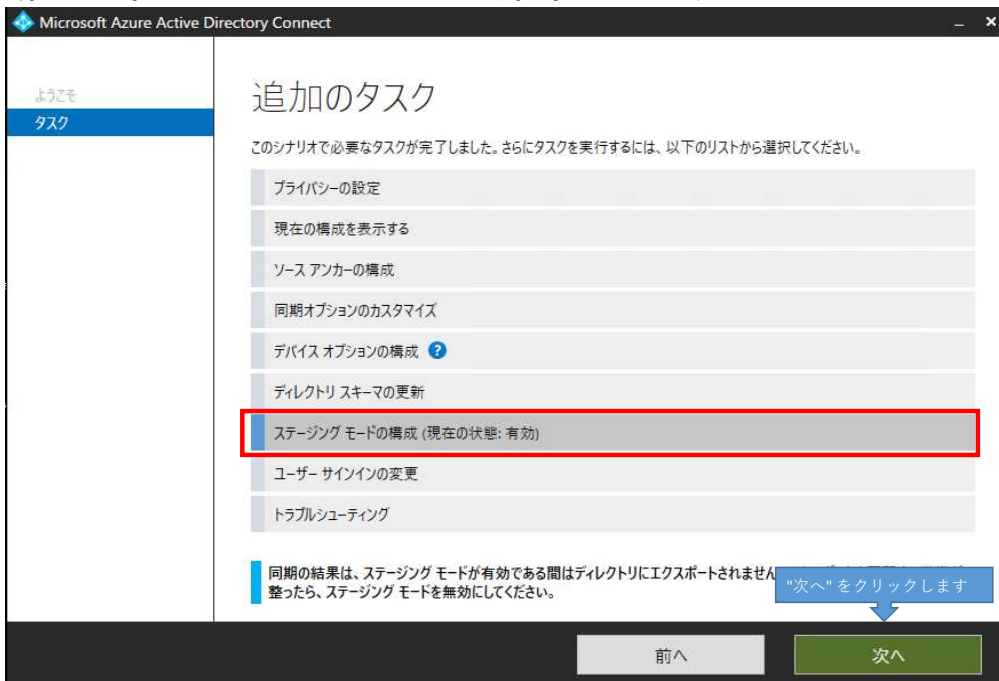 Microsoft Azure Active Directory Connect
ようこそ
タスク
追加のタスク
このシナリオで必要なタスクが完了しました。さらにタスクを実行するには、以下のリストから選択してください。
プライバシーの設定
現在の構成を表示する
ソース アンカーの構成
同期オプションのカスタマイズ
デバイス オプションの構成 ?
ディレクトリ スキーマの更新
ステージング モードの構成 (現在の状態: 有効)
ユーザー サインインの変更
トラブルシューティング
同期の結果は、ステージング モードが有効である間はディレクトリにエクスポートされません
整ったら、ステージング モードを無効にしてください。
"次へ" をクリックします
前へ
次へ